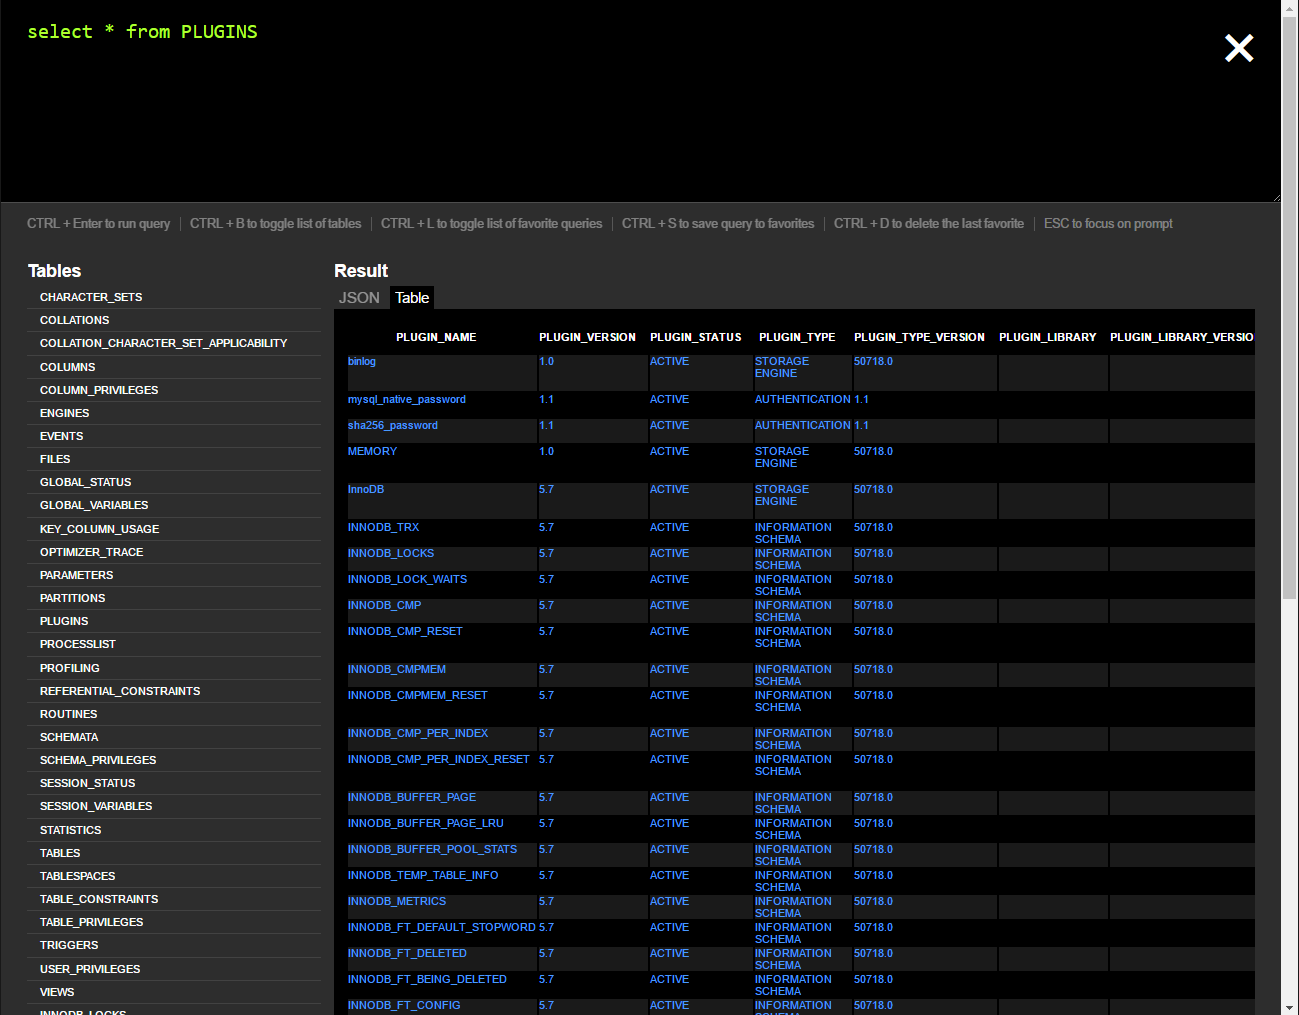 select * from PLUGINS
CTRL + Enter to run query | CTRL + B to toggle list of tables | CTRL + L to toggle list of favorite queries | CTRL + S to save query to favorites | CTRL + D to delete the last favorite | ESC to focus on prompt
Tables
CHARACTER_SETS
COLLATIONS
COLLATION_CHARACTER_SET_APPLICABILITY
COLUMNS
COLUMN_PRIVILEGES
ENGINES
EVENTS
FILES
GLOBAL_STATUS
GLOBAL_VARIABLES
KEY_COLUMN_USAGE
OPTIMIZER_TRACE
PARAMETERS
PARTITIONS
PLUGINS
PROCESSLIST
PROFILING
REFERENTIAL_CONSTRAINTS
ROUTINES
SCHEMATA
SCHEMA_PRIVILEGES
SESSION_STATUS
SESSION_VARIABLES
STATISTICS
TABLES
TABLESPACES
TABLE_CONSTRAINTS
TABLE_PRIVILEGES
TRIGGERS
USER_PRIVILEGES
VIEWS
INNODB_LOCKS
Result
JSON Table
PLUGIN_NAME PLUGIN_VERSION PLUGIN_STATUS PLUGIN_TYPE PLUGIN_TYPE_VERSION PLUGIN_LIBRARY PLUGIN_LIBRARY_VERSIO
binlog 1.0 ACTIVE STORAGE ENGINE 50718.0
mysql_native_password 1.1 ACTIVE AUTHENTICATION 1.1
sha256_password 1.1 ACTIVE AUTHENTICATION 1.1
MEMORY 1.0 ACTIVE STORAGE ENGINE 50718.0
InnoDB 5.7 ACTIVE STORAGE ENGINE 50718.0
INNODB_TRX 5.7 ACTIVE INFORMATION SCHEMA 50718.0
INNODB_LOCKS 5.7 ACTIVE INFORMATION SCHEMA 50718.0
INNODB_LOCK_WAITS 5.7 ACTIVE INFORMATION SCHEMA 50718.0
INNODB_CMP 5.7 ACTIVE INFORMATION SCHEMA 50718.0
INNODB_CMP_RESET 5.7 ACTIVE INFORMATION SCHEMA 50718.0
INNODB_CMPMEM 5.7 ACTIVE INFORMATION SCHEMA 50718.0
INNODB_CMPMEM_RESET 5.7 ACTIVE INFORMATION SCHEMA 50718.0
INNODB_CMP_PER_INDEX 5.7 ACTIVE INFORMATION SCHEMA 50718.0
INNODB_CMP_PER_INDEX_RESET 5.7 ACTIVE INFORMATION SCHEMA 50718.0
INNODB_BUFFER_PAGE 5.7 ACTIVE INFORMATION SCHEMA 50718.0
INNODB_BUFFER_PAGE_LRU 5.7 ACTIVE INFORMATION SCHEMA 50718.0
INNODB_BUFFER_POOL_STATS 5.7 ACTIVE INFORMATION SCHEMA 50718.0
INNODB_TEMP_TABLE_INFO 5.7 ACTIVE INFORMATION SCHEMA 50718.0
INNODB_METRICS 5.7 ACTIVE INFORMATION SCHEMA 50718.0
INNODB_FT_DEFAULT_STOPWORD 5.7 ACTIVE INFORMATION SCHEMA 50718.0
INNODB_FT_DELETED 5.7 ACTIVE INFORMATION SCHEMA 50718.0
INNODB_FT_BEING_DELETED 5.7 ACTIVE INFORMATION SCHEMA 50718.0
INNODB_FT_CONFIG 5.7 ACTIVE INFORMATION SCHEMA 50718.0